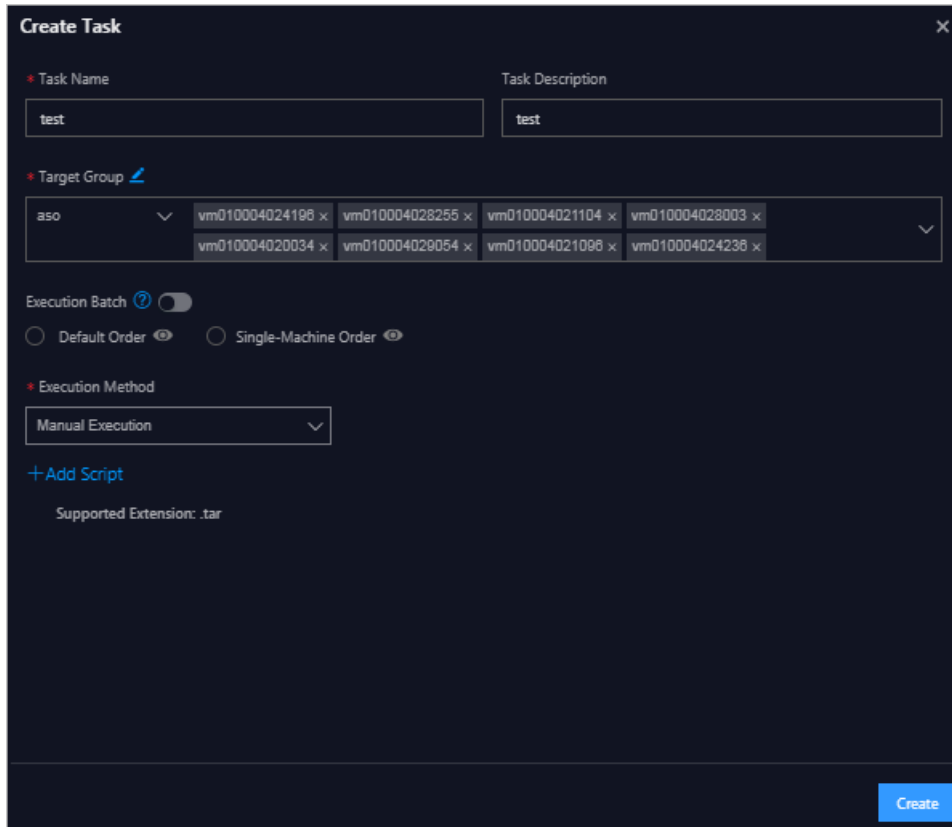 Create Task
* Task Name Task Description
test test
* Target Group
aso vm010004024196 × vm010004028255 × vm010004021104 × vm010004028003 ×
vm010004020034 × vm010004029054 × vm010004021096 × vm010004024236 ×
Execution Batch ?
Default Order Single-Machine Order
* Execution Method
Manual Execution
+Add Script
Supported Extension: .tar
Create